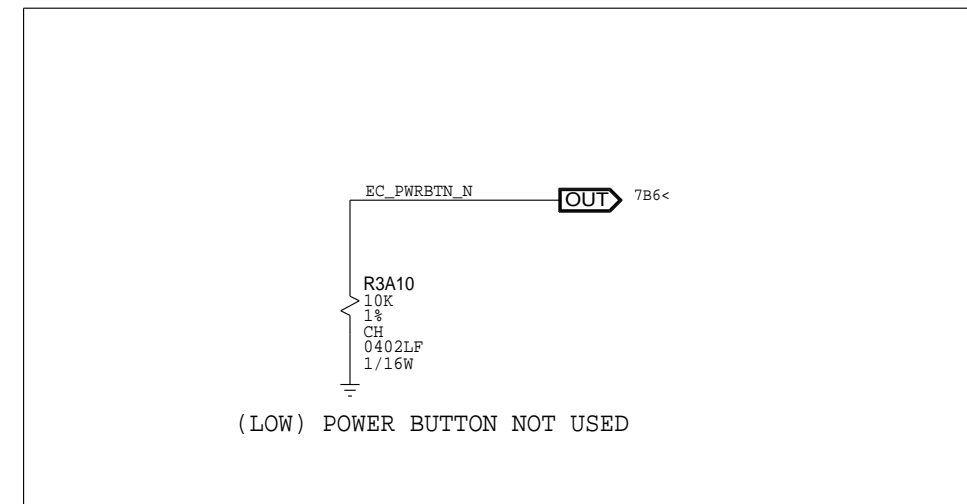 EC_PWRBTN_N
OUT
7B6<
R3A10
10K
1%
CH
0402LF
1/16W
(LOW) POWER BUTTON NOT USED